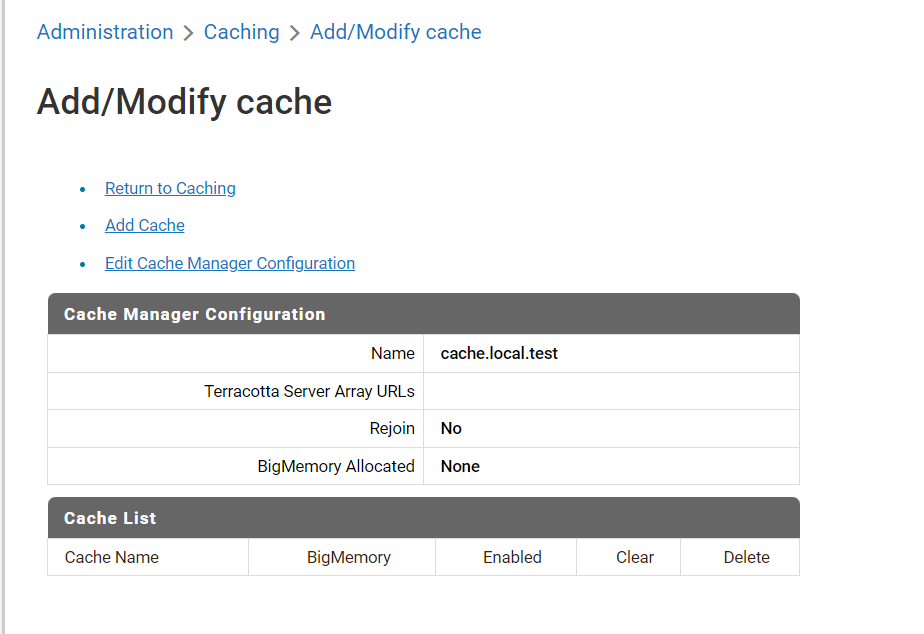 Administration > Caching > Add/Modify cache
Add/Modify cache
Return to Caching
Add Cache
Edit Cache Manager Configuration
Cache Manager Configuration
Name cache.local.test
Terracotta Server Array URLs
Rejoin No
BigMemory Allocated None
Cache List
Cache Name BigMemory Enabled Clear Delete